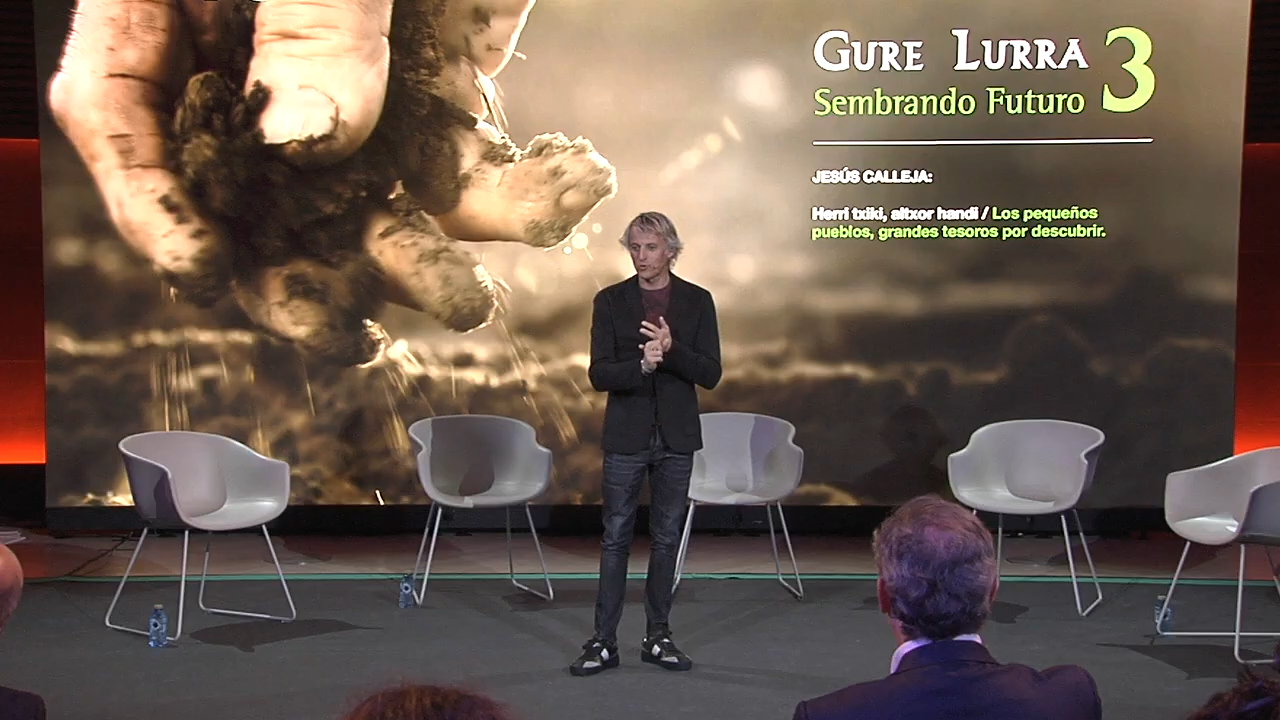 GURE LURRA 3
Sembrando Futuro
JESÚS CALLEJA:
Herri txiki, altxor handi / Los pequeños
pueblos, grandes tesoros por descubrir.